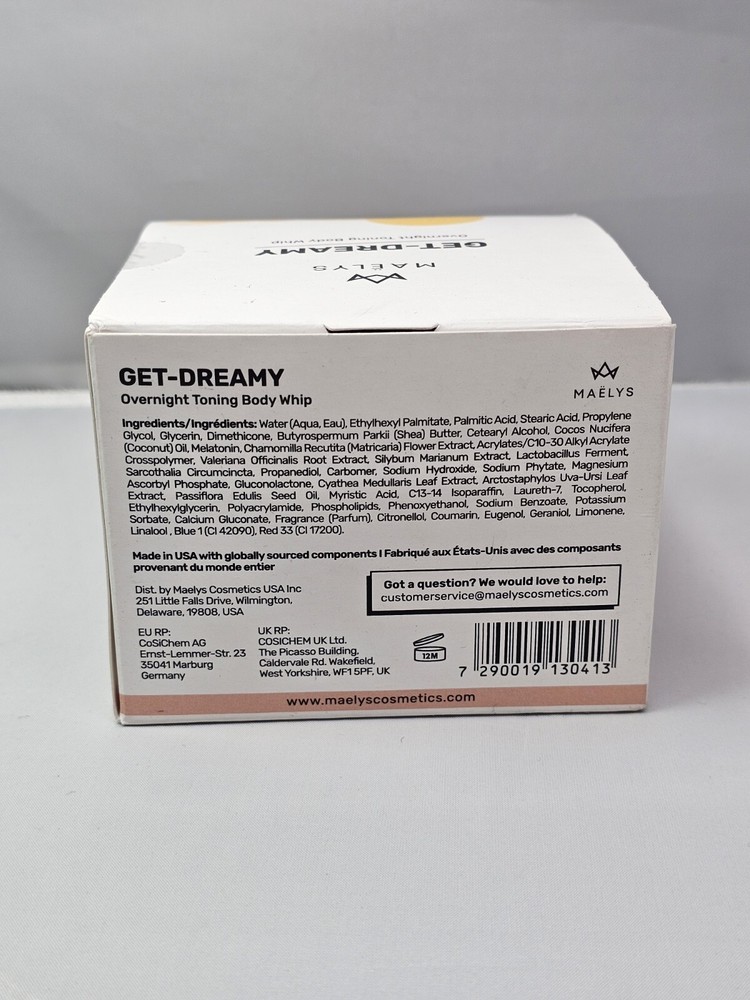 Overnight Toning Body Whip
GET-DREAMY
MAËLYS
GET-DREAMY
Overnight Toning Body Whip
MAËLYS
Ingredients/Ingrédients: Water (Aqua, Eau), Ethylhexyl Palmitate, Palmitic Acid, Stearic Acid, Propylene
Glycol, Glycerin, Dimethicone, Butyrospermum Parkii (Shea) Butter, Cetearyl Alcohol, Cocos Nucifera
(Coconut) Oil, Melatonin, Chamomilla Recutita (Matricaria) Flower Extract, Acrylates/C10-30 Alkyl Acrylate
Crosspolymer, Valeriana Officinalis Root Extract, Silybum Marianum Extract, Lactobacillus Ferment,
Sarcothalia Circumcincta, Propanediol, Carbomer, Sodium Hydroxide, Sodium Phytate, Magnesium
Ascorbyl Phosphate, Gluconolactone, Cyathea Medularis Leaf Extract, Arctostaphylos Uva-Ursi Leaf
Extract, Passiflora Edulis Seed Oil, Myristic Acid, C13-14 Isoparaffin, Laureth-7, Tocopherol,
Ethylhexylglycerin, Polyacrylamide, Phospholipids, Phenoxyethanol, Sodium Benzoate, Potassium
Sorbate, Calcium Gluconate, Fragrance (Parfum), Citronellol, Coumarin, Eugenol, Geraniol, Limonene,
Linalool , Blue 1 (CI 42090), Red 33 (CI 17200).
Made in USA with globally sourced components I Fabriqué aux États-Unis avec des composants
provenant du monde entier
Dist. by Maelys Cosmetics USA Inc
251 Little Falls Drive, Wilmington,
Delaware, 19808, USA
Got a question? We would love to help:
customerservice@maelyscosmetics.com
EU RP:
CoSiChem AG
Ernst-Lemmer-Str. 23
35041 Marburg
Germany
UK RP:
COSICHEM UK Ltd.
The Picasso Building,
Caldervale Rd. Wakefield,
West Yorkshire, WF1 5PF, UK
12M
7 290019 130413
www.maelyscosmetics.com